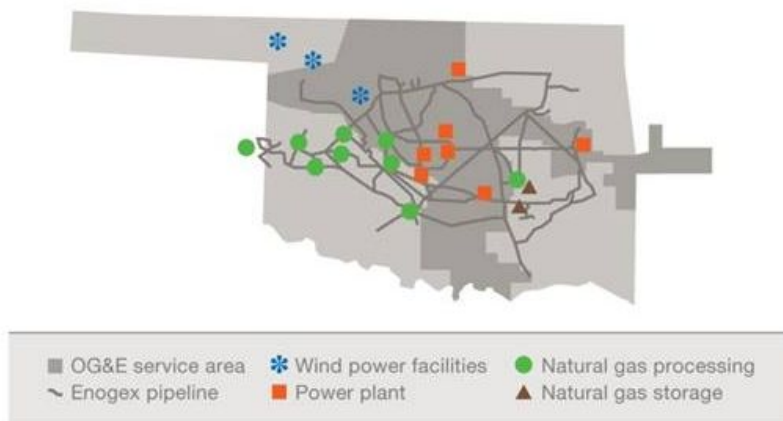 OG&E service area
Wind power facilities
Natural gas processing
Enogex pipeline
Power plant
Natural gas storage